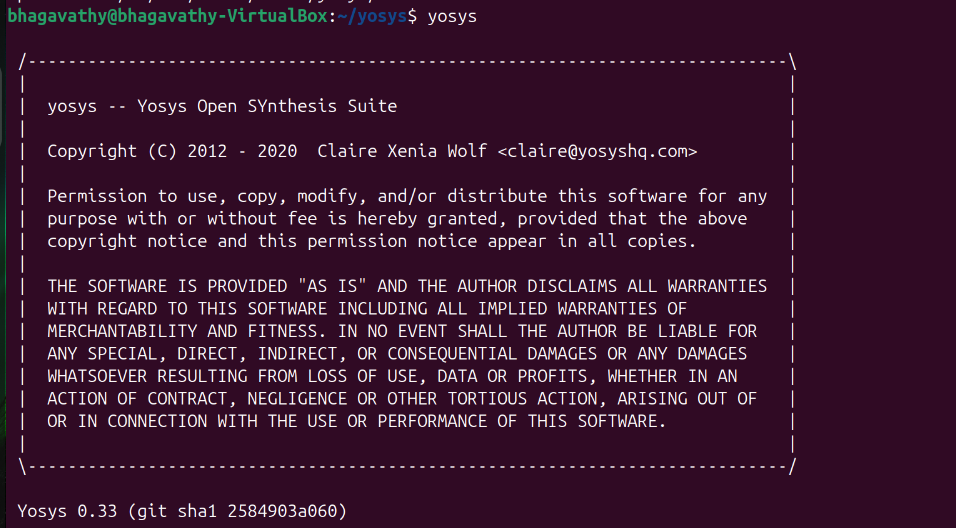 bhagavathy@bhagavathy-VirtualBox:~/yosys$ yosys
/----------------------------------------------------------------------------\
yosys -- Yosys Open SYnthesis Suite
Copyright (C) 2012 - 2020  Claire Xenia Wolf <claire@yosyshq.com>
Permission to use, copy, modify, and/or distribute this software for any
purpose with or without fee is hereby granted, provided that the above
copyright notice and this permission notice appear in all copies.
THE SOFTWARE IS PROVIDED "AS IS" AND THE AUTHOR DISCLAIMS ALL WARRANTIES
WITH REGARD TO THIS SOFTWARE INCLUDING ALL IMPLIED WARRANTIES OF
MERCHANTABILITY AND FITNESS. IN NO EVENT SHALL THE AUTHOR BE LIABLE FOR
ANY SPECIAL, DIRECT, INDIRECT, OR CONSEQUENTIAL DAMAGES OR ANY DAMAGES
WHATSOEVER RESULTING FROM LOSS OF USE, DATA OR PROFITS, WHETHER IN AN
ACTION OF CONTRACT, NEGLIGENCE OR OTHER TORTIOUS ACTION, ARISING OUT OF
OR IN CONNECTION WITH THE USE OR PERFORMANCE OF THIS SOFTWARE.
\----------------------------------------------------------------------------/
Yosys 0.33 (git sha1 2584903a060)